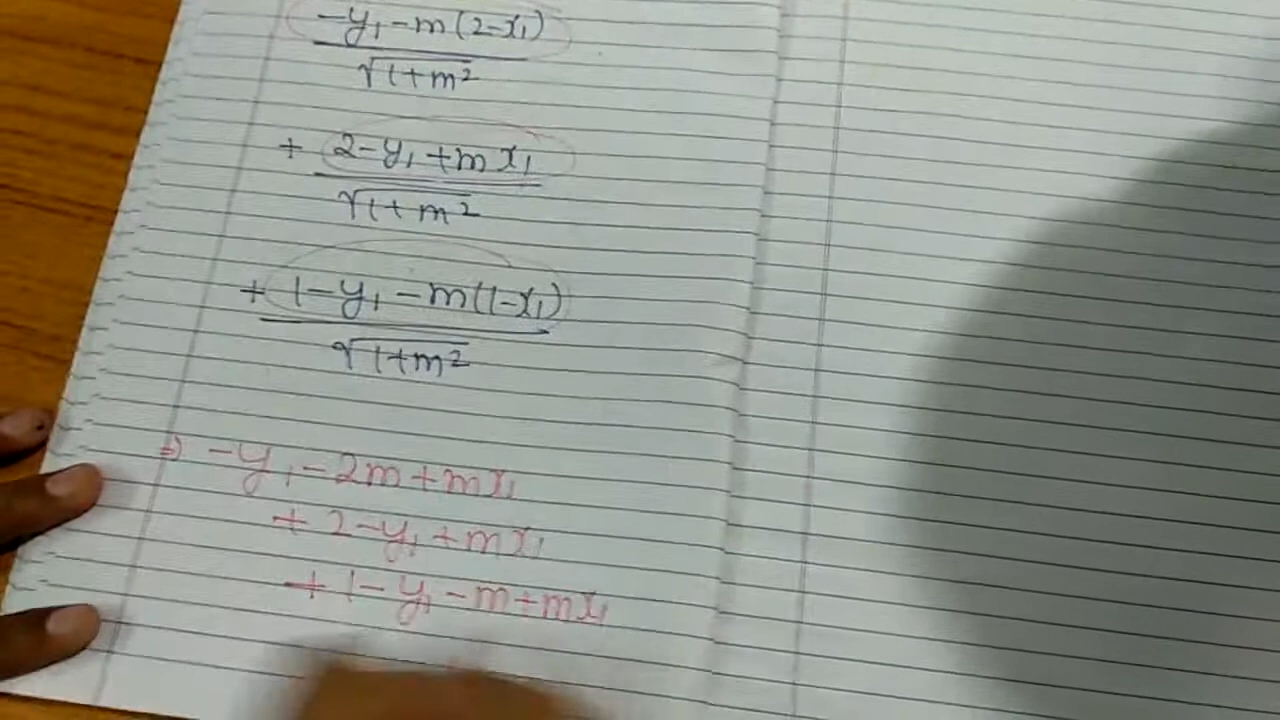 -y₁-m(2-x₁)
√1+m²
+ 2-y₁+mx₁
√1+m²
+ 1-y₁-m(1-x₁)
√1+m²
⇒ -y₁-2m+mx₁
+ 2-y₁+mx₁
+ 1-y₁-m+mx₁